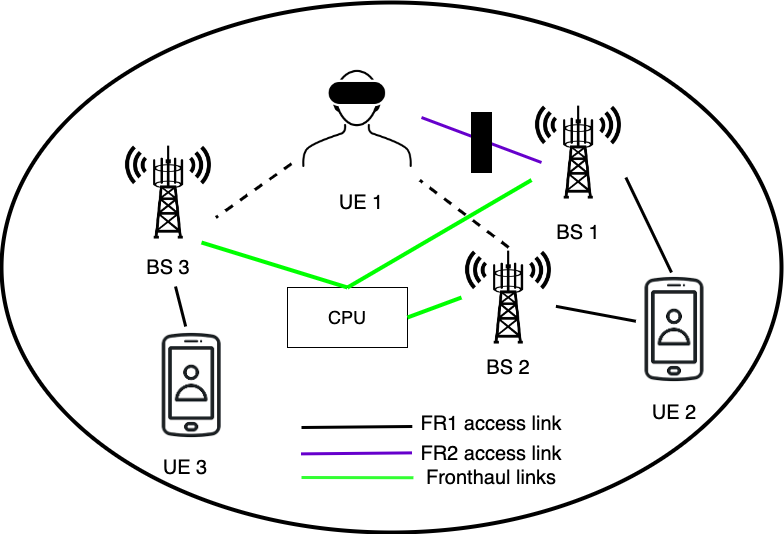 UE 1
BS 1
BS 3
CPU
BS 2
UE 2
FR1 access link
FR2 access link
UE 3
Fronthaul links